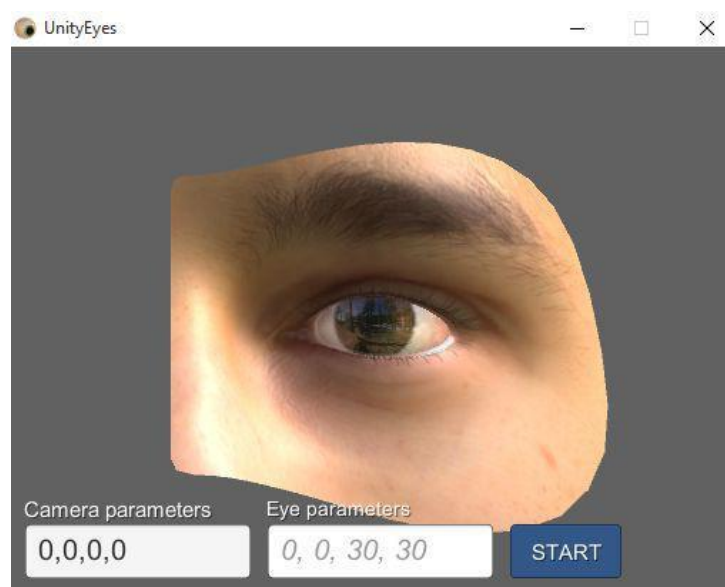 UnityEyes
Camera parameters
Eye parameters
0,0,0,0
0, 0, 30, 30
START